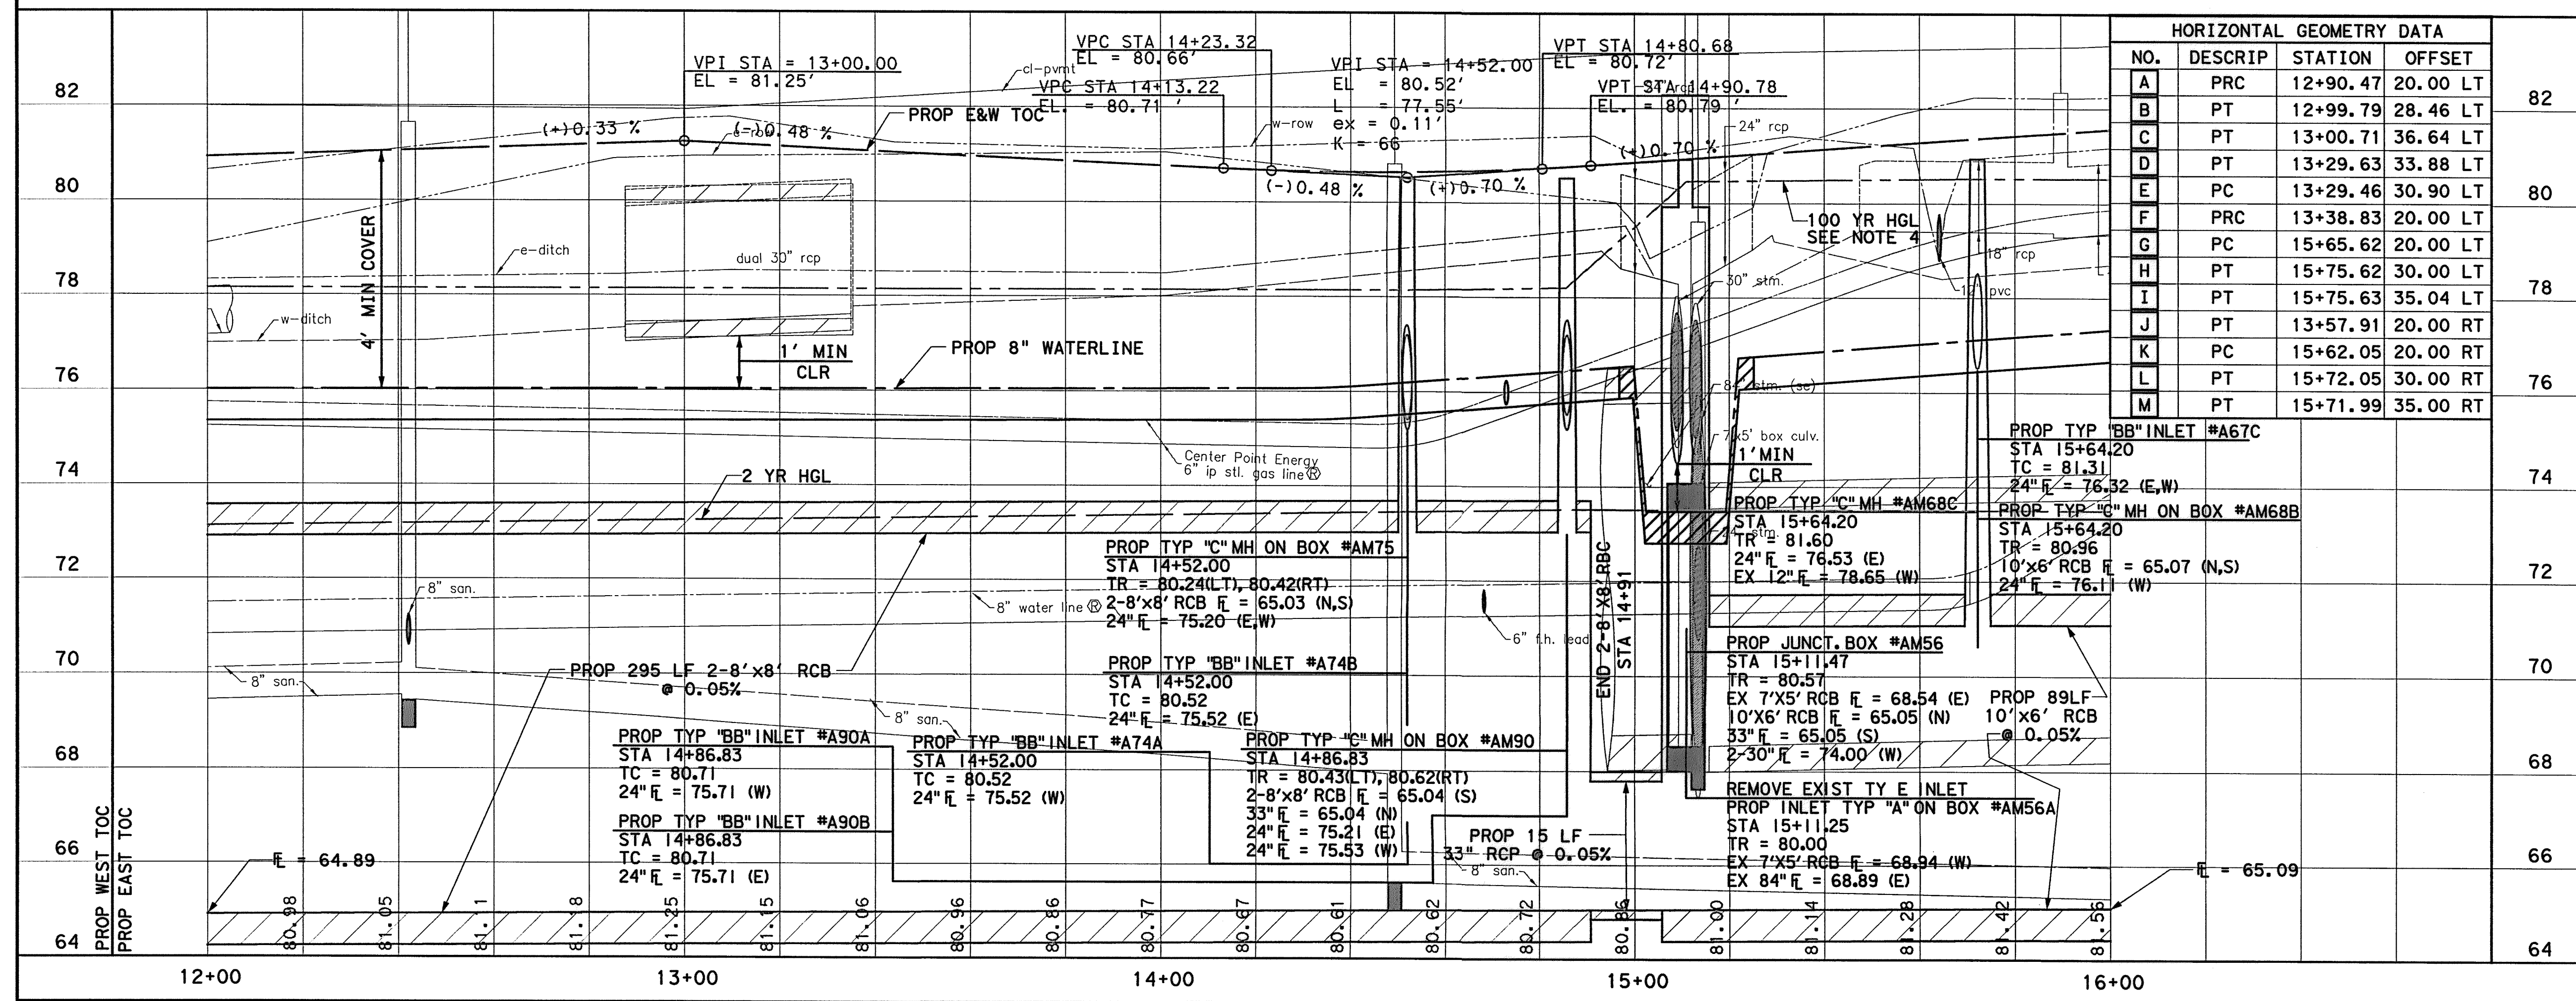 VPI STA = 13+00.00
EL = 81.25'
VPC STA 14+23.32
EL = 80.66'
VPC STA 14+13.22
EL. = 80.71 '
VPI STA = 14+52.00
EL = 80.52'
L = 77.55'
ex = 0.11'
K = 66
VPT STA 14+80.68
EL = 80.72'
VPT STA 14+90.78
EL. = 80.79 '
cl-pvmt
PROP E&W TOC
(+)0.33 %
(-)0.48 %
e-row
w-row
24" rcp
24" rcp
(-)0.48 %
(+)0.70 %
(+)0.70 %
100 YR HGL
SEE NOTE 4
18" rcp
12" pvc
30" stm.
4' MIN COVER
e-ditch
w-ditch
dual 30" rcp
1' MIN
CLR
PROP 8" WATERLINE
84" stm. (se)
7'x5' box culv.
1'MIN
CLR
Center Point Energy
6" ip stl. gas line Ⓡ
2 YR HGL
8" san.
8" water line Ⓡ
6" f.h. lead
24" stm.
8" san.
8" san.
8" san.
PROP 295 LF 2-8'x8' RCB
@ 0.05%
END 2-8'X8'RBC
STA 14+91
PROP TYP "C" MH ON BOX #AM75
STA 14+52.00
TR = 80.24(LT), 80.42(RT)
2-8'x8' RCB FL = 65.03 (N,S)
24" FL = 75.20 (E,W)
PROP TYP "BB" INLET #A74B
STA 14+52.00
TC = 80.52
24" FL = 75.52 (E)
PROP TYP "BB" INLET #A90A
STA 14+86.83
TC = 80.71
24" FL = 75.71 (W)
PROP TYP "BB" INLET #A90B
STA 14+86.83
TC = 80.71
24" FL = 75.71 (E)
PROP TYP "BB" INLET #A74A
STA 14+52.00
TC = 80.52
24" FL = 75.52 (W)
PROP TYP "C" MH ON BOX #AM90
STA 14+86.83
TR = 80.43(LT), 80.62(RT)
2-8'x8' RCB FL = 65.04 (S)
33" FL = 65.04 (N)
24" FL = 75.21 (E)
24" FL = 75.53 (W)
PROP 15 LF
33" RCP @ 0.05%
PROP TYP "C" MH #AM68C
STA 15+64.20
TR = 81.60
24" FL = 76.53 (E)
EX 12" FL = 78.65 (W)
PROP TYP "BB" INLET #A67C
STA 15+64.20
TC = 81.31
24" FL = 76.32 (E,W)
PROP TYP "C" MH ON BOX #AM68B
STA 15+64.20
TR = 80.96
10'x6' RCB FL = 65.07 (N,S)
24" FL = 76.11 (W)
PROP JUNCT. BOX #AM56
STA 15+11.47
TR = 80.57
EX 7'X5' RCB FL = 68.54 (E)
10'X6' RCB FL = 65.05 (N)
33" FL = 65.05 (S)
2-30" FL = 74.00 (W)
PROP 89LF
10'x6' RCB
@ 0.05%
REMOVE EXIST TY E INLET
PROP INLET TYP "A" ON BOX #AM56A
STA 15+11.25
TR = 80.00
EX 7'X5' RCB FL = 68.94 (W)
EX 84" FL = 68.89 (E)
FL = 64.89
FL = 65.09
PROP WEST TOC
PROP EAST TOC
80.98
81.05
81.11
81.18
81.25
81.15
81.06
80.96
80.86
80.77
80.67
80.61
80.62
80.72
80.86
81.00
81.14
81.28
81.42
81.56
12+00
13+00
14+00
15+00
16+00
82
80
78
76
74
72
70
68
66
64
82
80
78
76
74
72
70
68
66
64
HORIZONTAL GEOMETRY DATA
NO. DESCRIP STATION OFFSET
A PRC 12+90.47 20.00 LT
B PT 12+99.79 28.46 LT
C PT 13+00.71 36.64 LT
D PT 13+29.63 33.88 LT
E PC 13+29.46 30.90 LT
F PRC 13+38.83 20.00 LT
G PC 15+65.62 20.00 LT
H PT 15+75.62 30.00 LT
I PT 15+75.63 35.04 LT
J PT 13+57.91 20.00 RT
K PC 15+62.05 20.00 RT
L PT 15+72.05 30.00 RT
M PT 15+71.99 35.00 RT